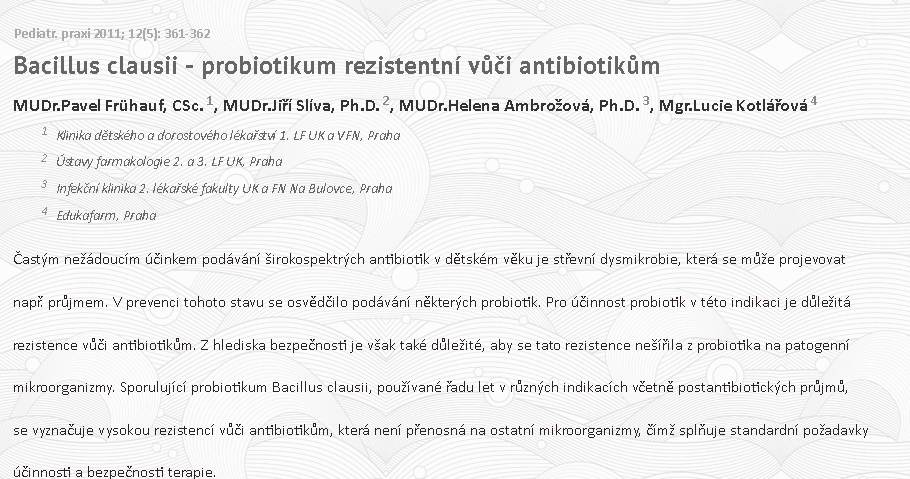 Pediatr. praxi 2011; 12(5): 361-362
Bacillus clausii - probiotikum rezistentní vůči antibiotikům
MUDr.Pavel Frühauf, CSc. 1, MUDr.Jiří Slíva, Ph.D. 2, MUDr.Helena Ambrožová, Ph.D. 3, Mgr.Lucie Kotlářová 4
1 Klinika dětského a dorostového lékařství 1. LF UK a VFN, Praha
2 Ústavy farmakologie 2. a 3. LF UK, Praha
3 Infekční klinika 2. lékařské fakulty UK a FN Na Bulovce, Praha
4 Edukafarm, Praha
Častým nežádoucím účinkem podávání širokospektrých antibiotik v dětském věku je střevní dysmikrobie, která se může projevovat
např. průjmem. V prevenci tohoto stavu se osvědčilo podávání některých probiotik. Pro účinnost probiotik v této indikaci je důležitá
rezistence vůči antibiotikům. Z hlediska bezpečnosti je však také důležité, aby se tato rezistence nešířila z probiotika na patogenní
mikroorganizmy. Sporulující probiotikum Bacillus clausii, používané řadu let v různých indikacích včetně postantibiotických průjmů,
se vyznačuje vysokou rezistencí vůči antibiotikům, která není přenosná na ostatní mikroorganizmy, čímž splňuje standardní požadavky
účinnosti a bezpečnosti terapie.